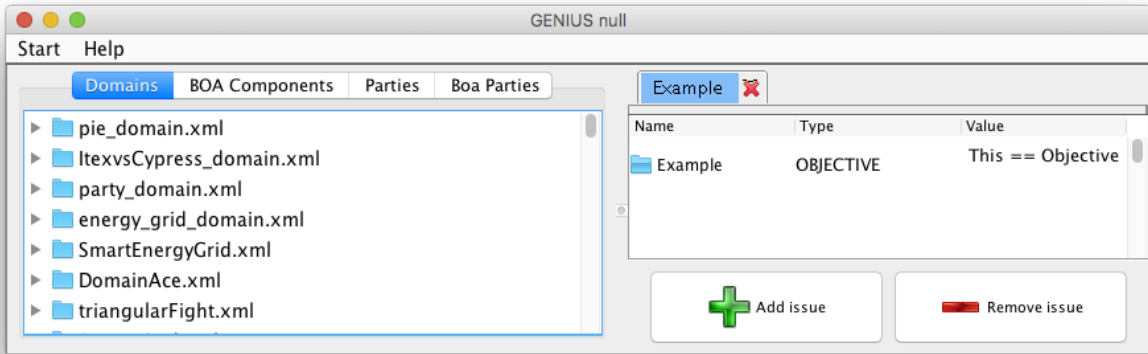 GENIUS null
Start Help
Domains BOA Components Parties Boa Parties
pie_domain.xml
ItexvsCypress_domain.xml
party_domain.xml
energy_grid_domain.xml
SmartEnergyGrid.xml
DomainAce.xml
triangularFight.xml
Example
Name Type Value
Example OBJECTIVE This == Objective
Add issue Remove issue